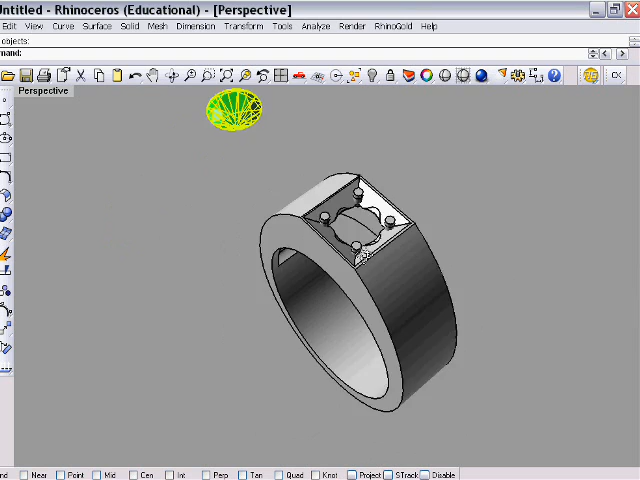 Untitled - Rhinoceros (Educational) - [Perspective]
Edit View Curve Surface Solid Mesh Dimension Transform Tools Analyze Render RhinoGold Help
objects:
mand:
Perspective
nd Near Point Mid Cen Int Perp Tan Quad Knot Project STrack Disable